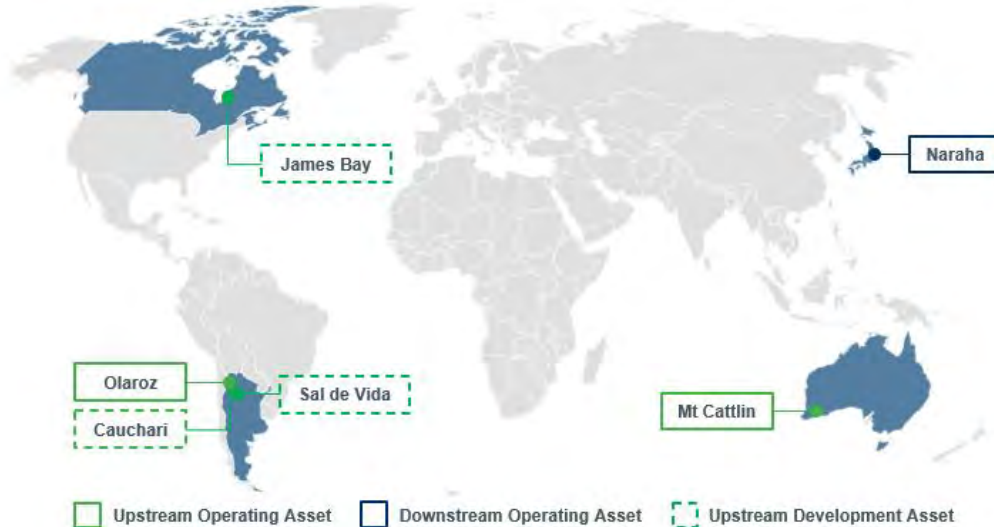 James Bay
Naraha
Olaroz
Sal de Vida
Cauchari
Mt Cattlin
Upstream Operating Asset
Downstream Operating Asset
Upstream Development Asset